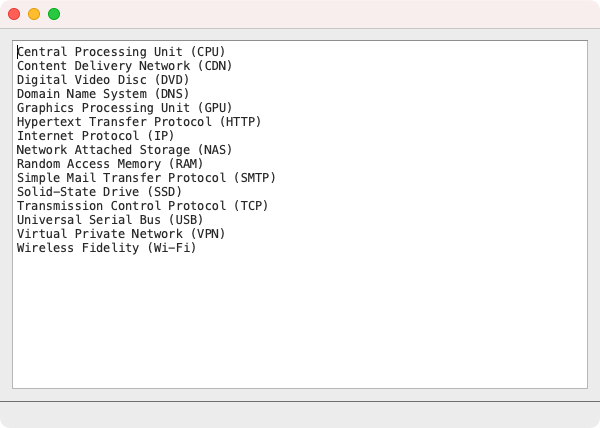 Central Processing Unit (CPU)
Content Delivery Network (CDN)
Digital Video Disc (DVD)
Domain Name System (DNS)
Graphics Processing Unit (GPU)
Hypertext Transfer Protocol (HTTP)
Internet Protocol (IP)
Network Attached Storage (NAS)
Random Access Memory (RAM)
Simple Mail Transfer Protocol (SMTP)
Solid-State Drive (SSD)
Transmission Control Protocol (TCP)
Universal Serial Bus (USB)
Virtual Private Network (VPN)
Wireless Fidelity (Wi-Fi)